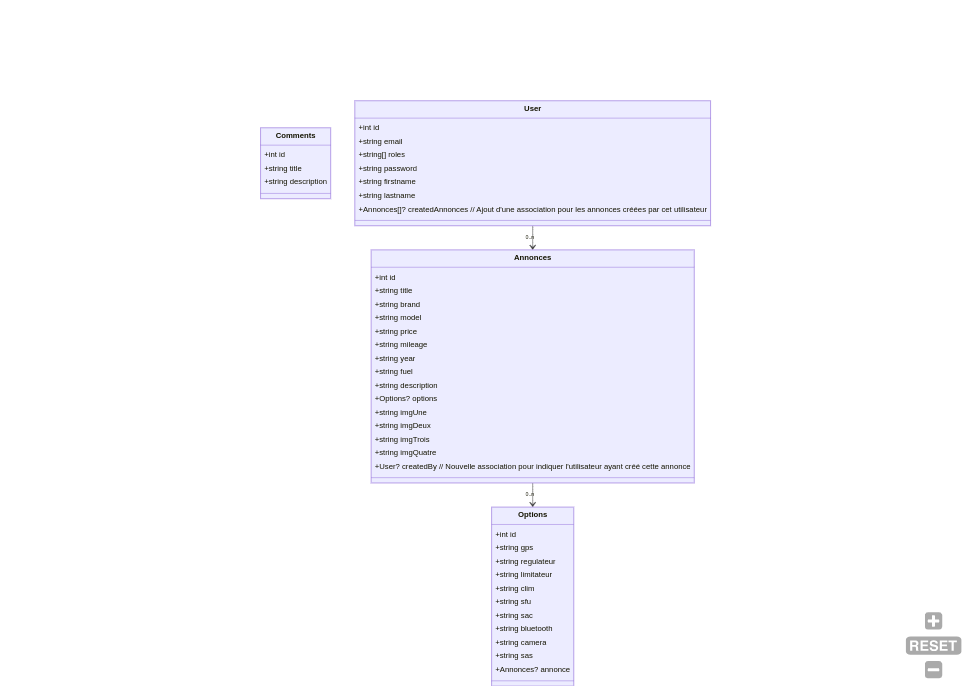 Comments
+int id
+string title
+string description
User
+int id
+string email
+string[] roles
+string password
+string firstname
+string lastname
+Annonces[]? createdAnnonces // Ajout d'une association pour les annonces créées par cet utilisateur
0..n
Annonces
+int id
+string title
+string brand
+string model
+string price
+string mileage
+string year
+string fuel
+string description
+Options? options
+string imgUne
+string imgDeux
+string imgTrois
+string imgQuatre
+User? createdBy // Nouvelle association pour indiquer l'utilisateur ayant créé cette annonce
0..n
Options
+int id
+string gps
+string regulateur
+string limitateur
+string clim
+string sfu
+string sac
+string bluetooth
+string camera
+string sas
+Annonces? annonce
RESET